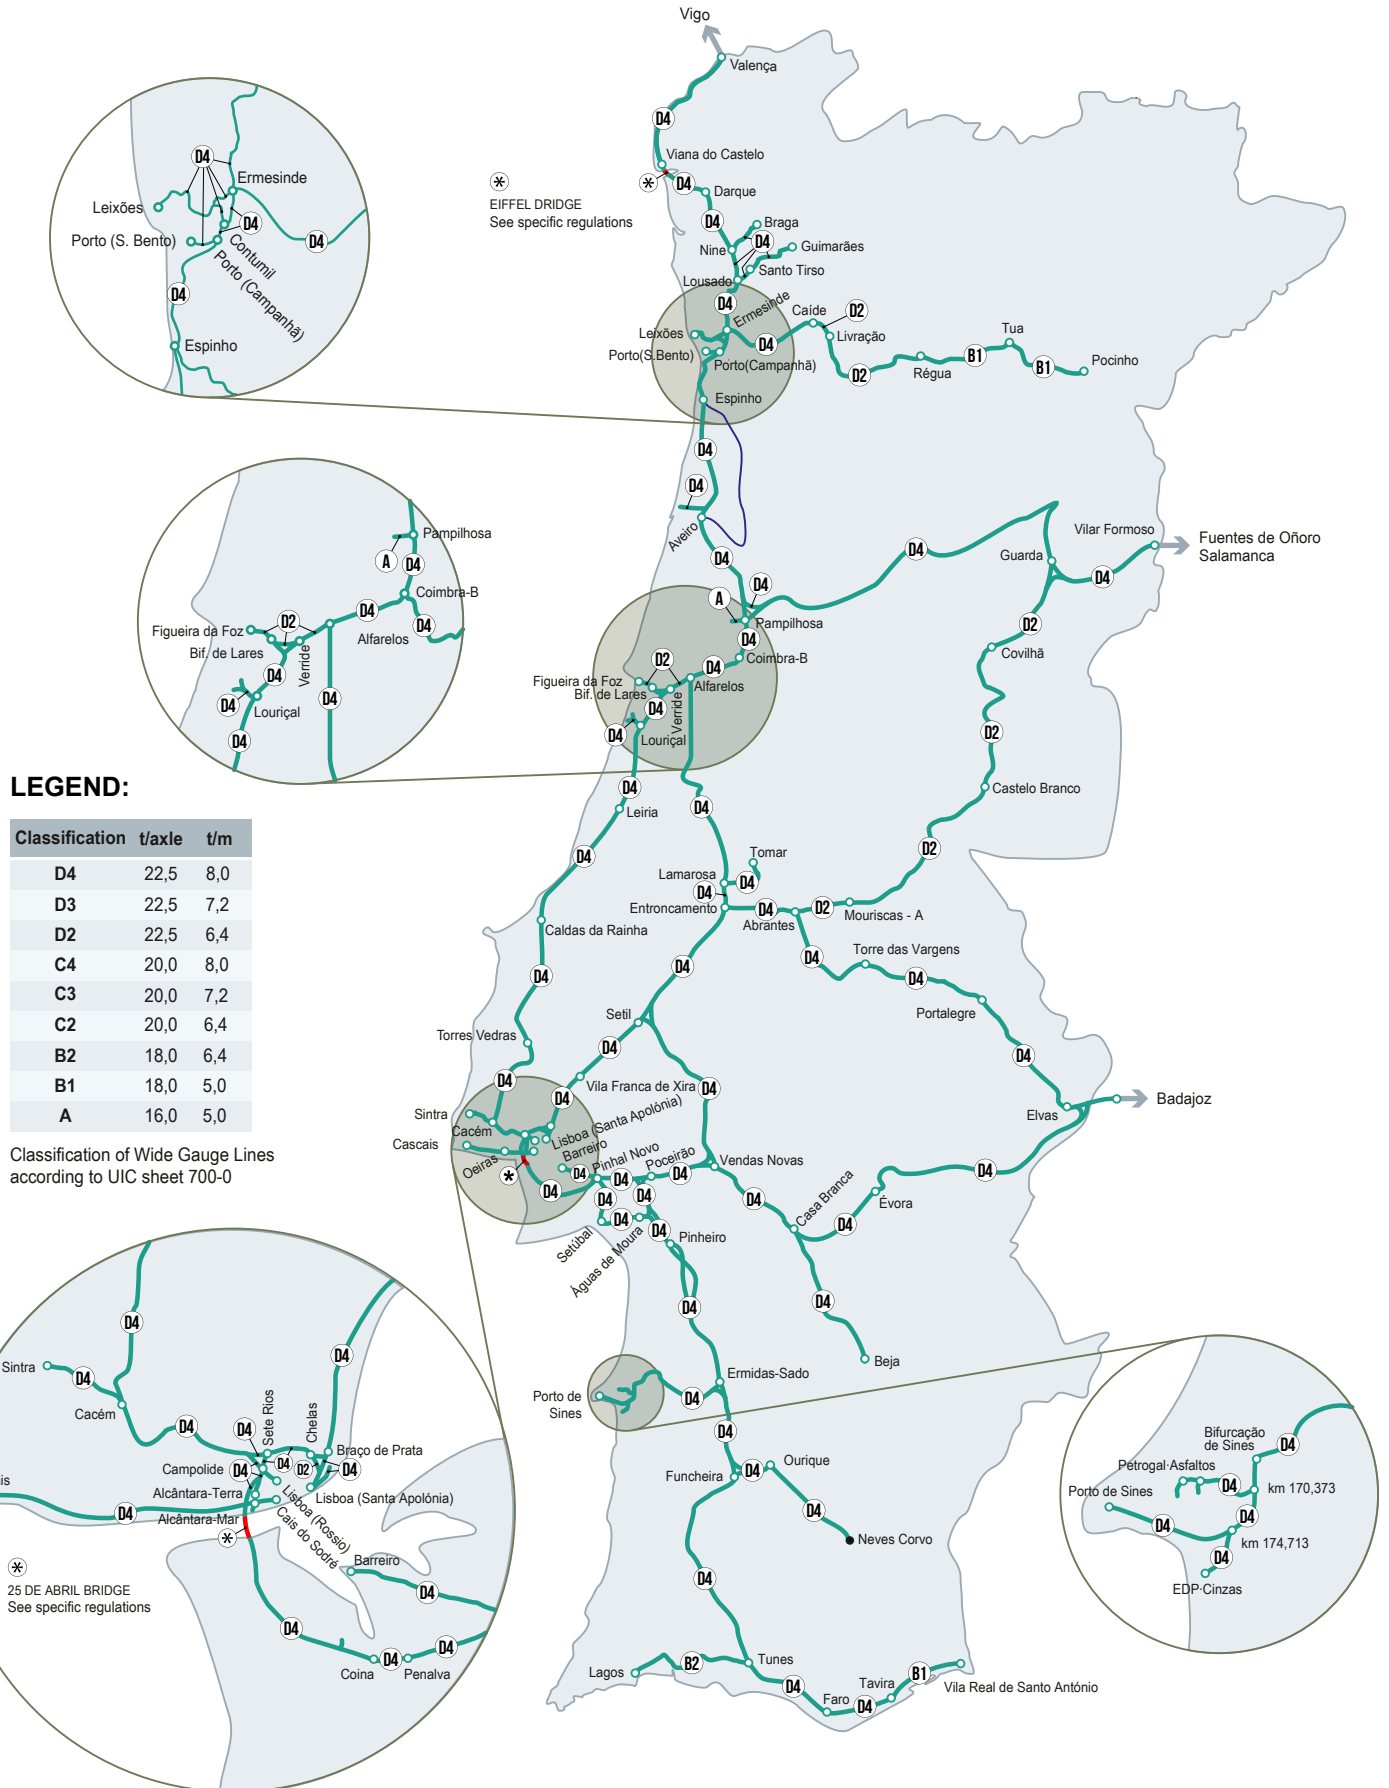 Vigo
Valença
D4
Viana do Castelo
D4
Darque
EIFFEL DRIDGE
See specific regulations
D4
Braga
D4
Nine
Guimarães
Santo Tirso
Lousado
D4
Ermesinde
Caíde
D2
Leixões
Livração
Tua
Porto(S.Bento)
D4
Porto(Campanhã)
D2
Régua
B1
B1
Pocinho
Espinho
D4
D4
Ermesinde
Leixões
D4
Porto (S. Bento)
D4
Contumil
Porto (Campanhã)
D4
Espinho
D4
Aveiro
D4
D4
Vilar Formoso
Fuentes de Oñoro
Salamanca
Guarda
D4
D4
A
Pampilhosa
D4
D2
Coimbra-B
Covilhã
D2
D4
Figueira da Foz
Alfarelos
Bif. de Lares
Verride
D4
D4
Louriçal
D2
Pampilhosa
A
D4
Coimbra-B
D4
D2
Figueira da Foz
D4
Alfarelos
Bif. de Lares
Verride
D4
D4
D4
Louriçal
D4
LEGEND:
Classification t/axle t/m
D4 22,5 8,0
D3 22,5 7,2
D2 22,5 6,4
C4 20,0 8,0
C3 20,0 7,2
C2 20,0 6,4
B2 18,0 6,4
B1 18,0 5,0
A 16,0 5,0
Classification of Wide Gauge Lines
according to UIC sheet 700-0
D4
D4
Castelo Branco
Leiria
D2
D4
Tomar
Lamarosa
D4
D4
Entroncamento
D4
D2
Mouriscas - A
Abrantes
Caldas da Rainha
D4
Torre das Vargens
D4
D4
D4
Portalegre
Setil
Torres Vedras
D4
D4
D4
Vila Franca de Xira
D4
D4
Elvas
Badajoz
Sintra
Cacém
Lisboa (Santa Apolónia)
Cascais
Oeiras
Barreiro
D4
Pinhal Novo
D4
Poceirão
D4
Vendas Novas
D4
D4
D4
D4
D4
D4
Casa Branca
D4
Évora
D4
Setúbal
Àguas de Moura
Pinheiro
D4
D4
Beja
Ermidas-Sado
D4
Porto de
Sines
D4
Funcheira
D4
Ourique
D4
Neves Corvo
D4
Lagos
B2
Tunes
D4
Faro
D4
Tavira
B1
Vila Real de Santo António
D4
D4
Sintra
D4
Cacém
D4
D4
Sete Rios
Chelas
Braço de Prata
Campolide
D4
D4
D2
D4
Alcântara-Terra
Lisboa (Santa Apolónia)
is
D4
Alcântara-Mar
Lisboa (Rossio)
Cais do Sodré
Barreiro
D4
25 DE ABRIL BRIDGE
See specific regulations
D4
D4
D4
Coina
Penalva
Bifurcação
de Sines
D4
Petrogal·Asfaltos
Porto de Sines
D4
km 170,373
D4
D4
km 174,713
D4
EDP·Cinzas